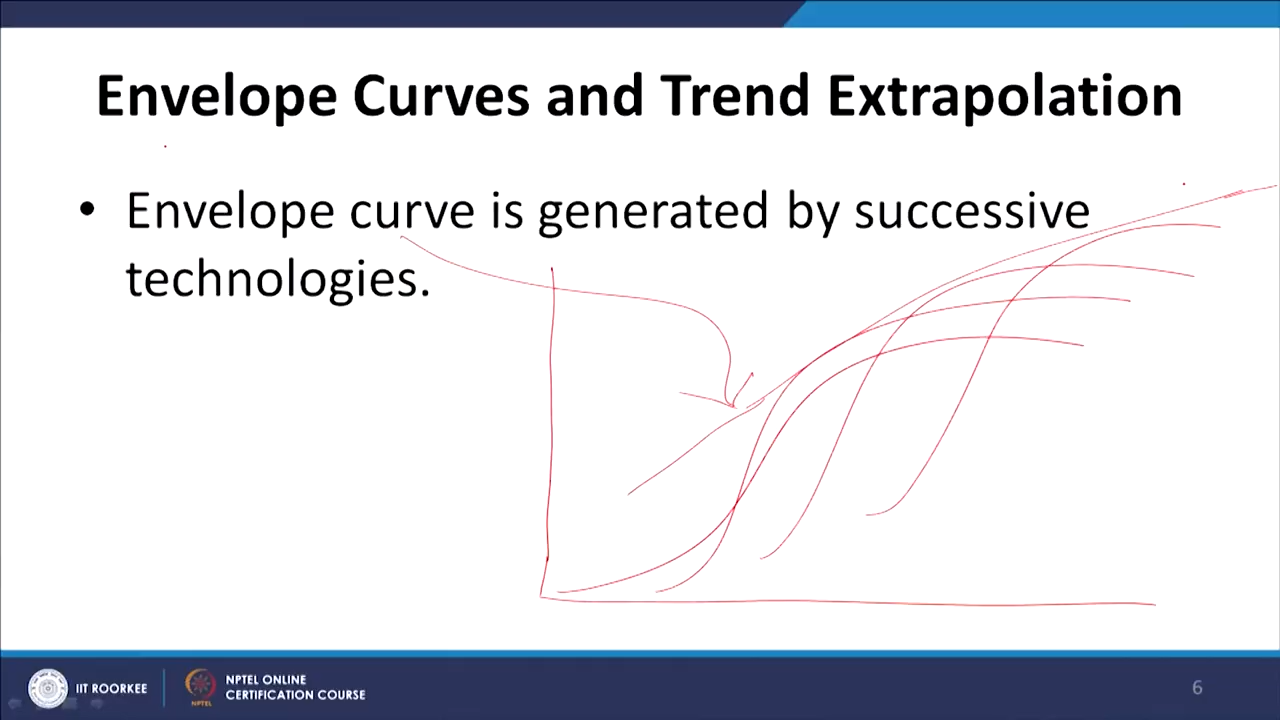 Envelope Curves and Trend Extrapolation
• Envelope curve is generated by successive
technologies.
IIT ROORKEE
NPTEL
NPTEL ONLINE
CERTIFICATION COURSE
6